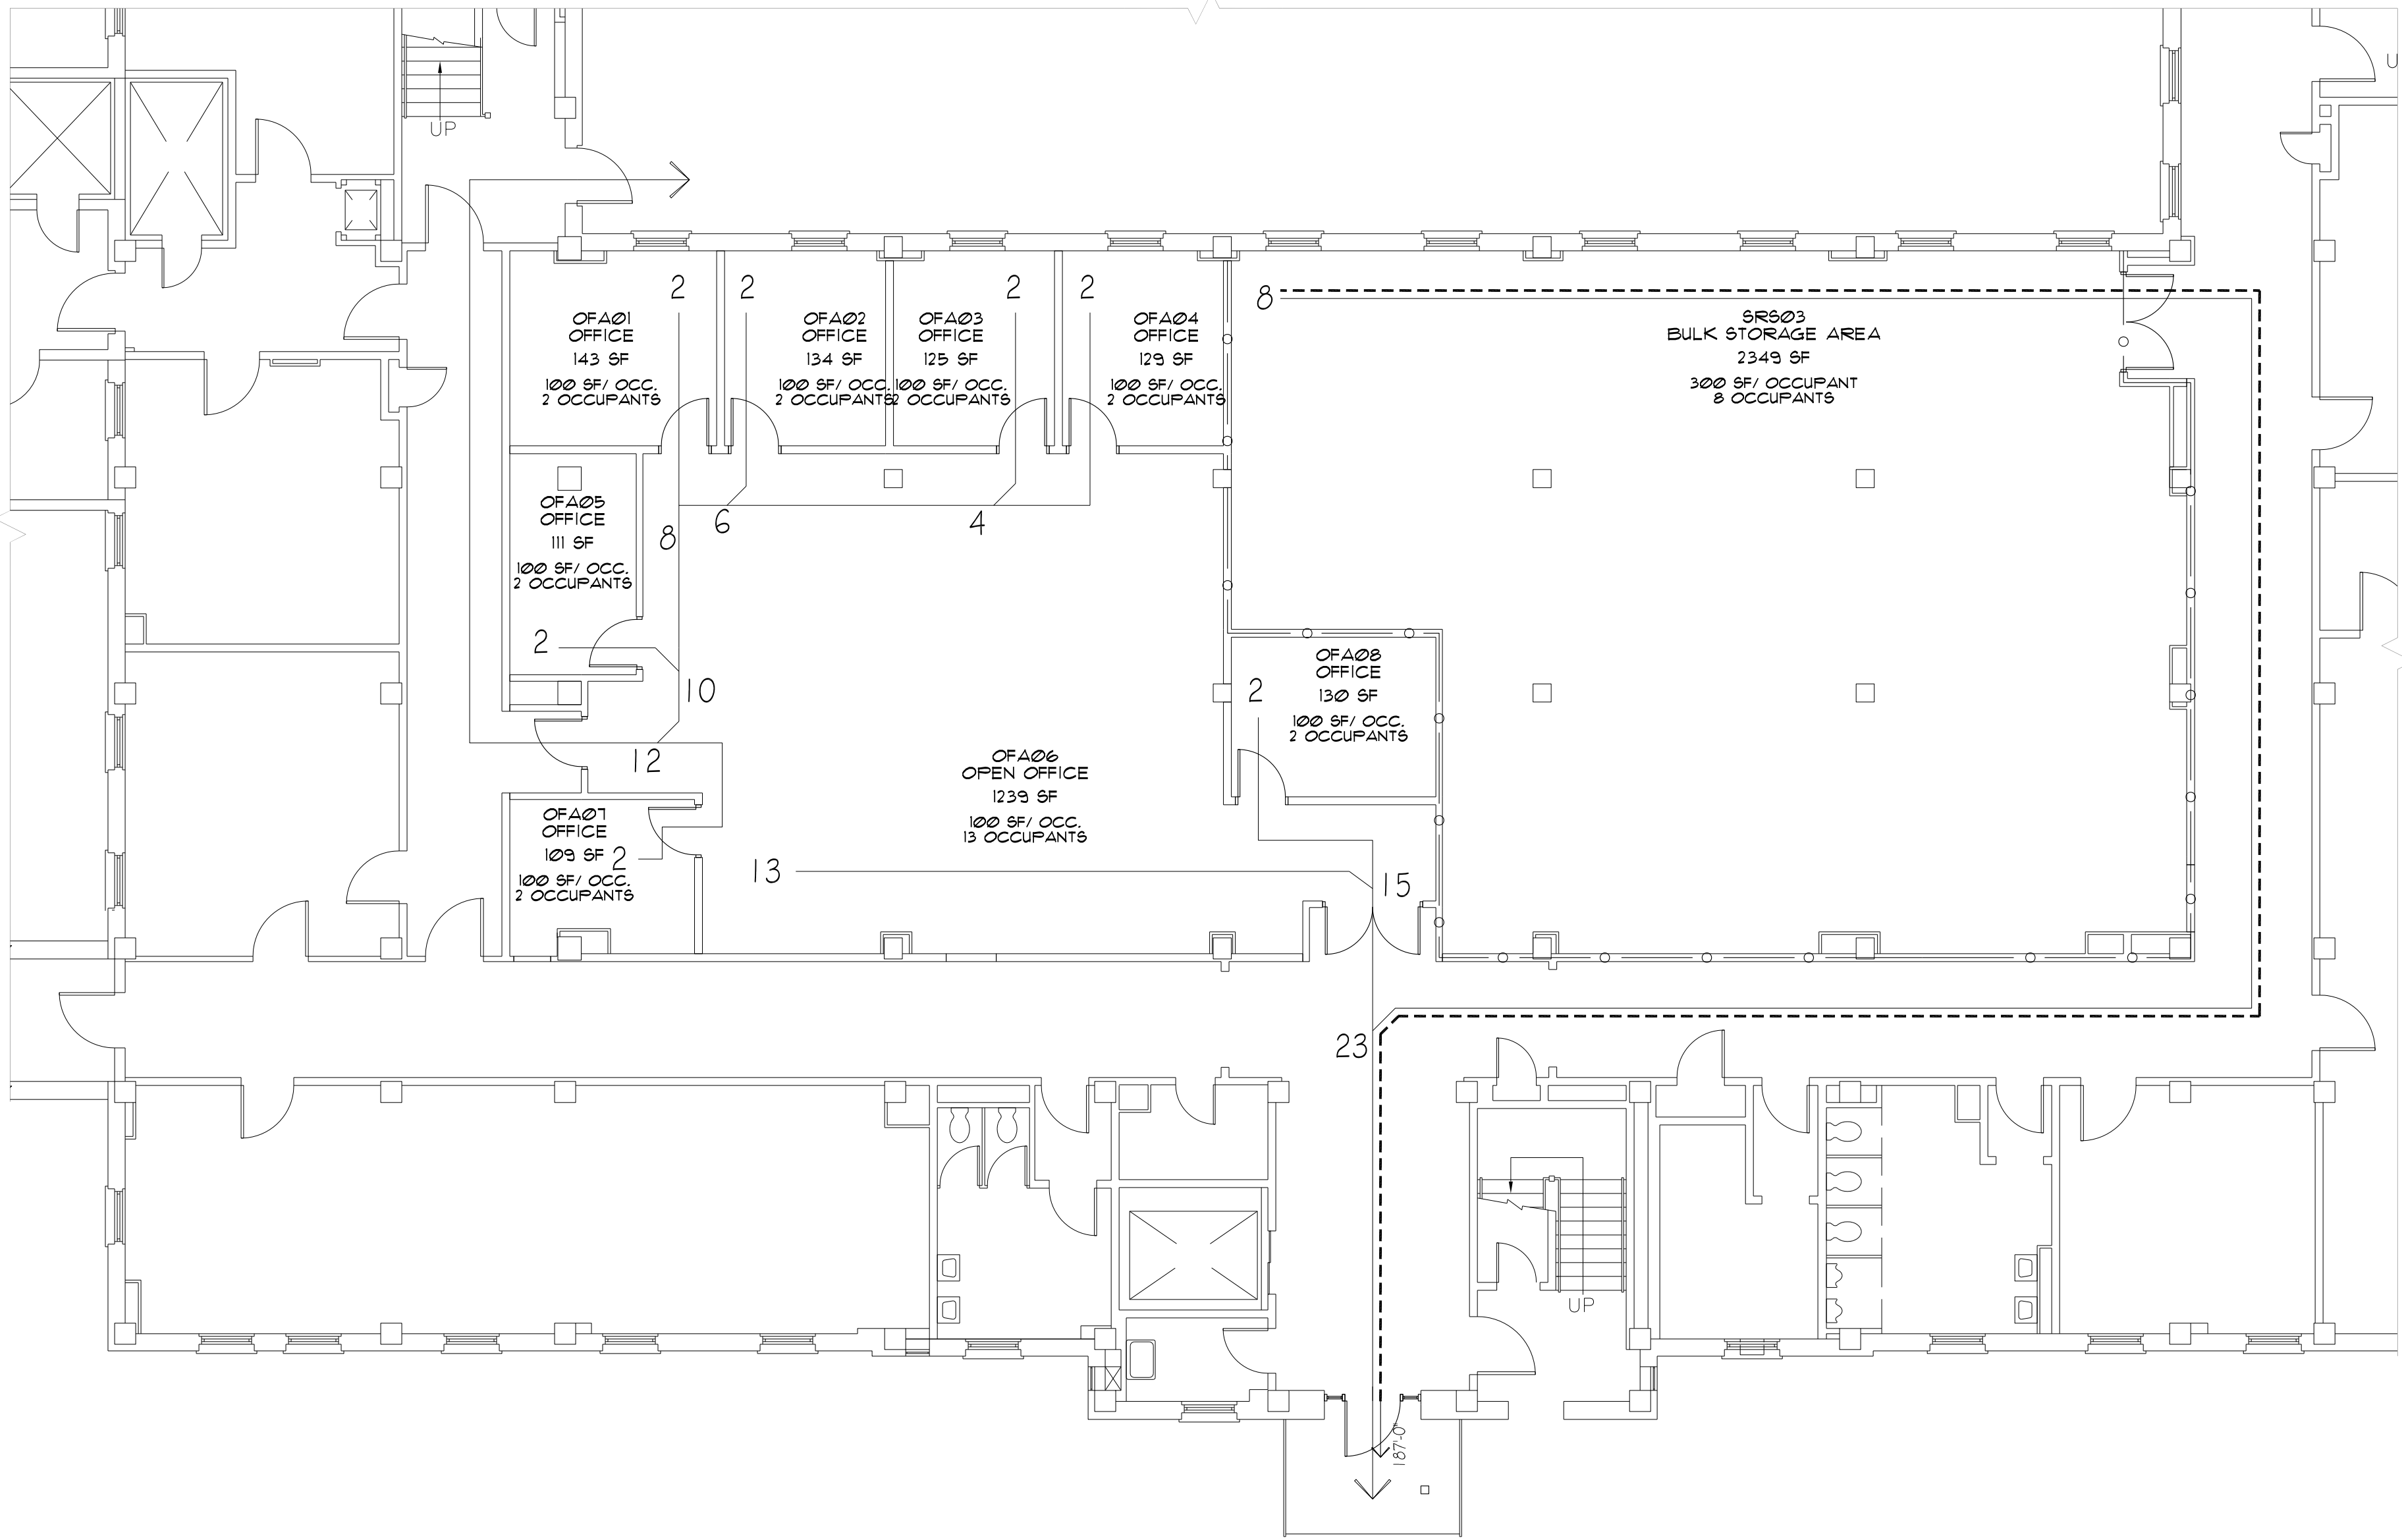 U
UP
2
2
2
2
8
OFA01
OFFICE
143 SF
100 SF/ OCC.
2 OCCUPANTS
OFA02
OFFICE
134 SF
100 SF/ OCC.
2 OCCUPANTS
OFA03
OFFICE
125 SF
100 SF/ OCC.
2 OCCUPANTS
OFA04
OFFICE
129 SF
100 SF/ OCC.
2 OCCUPANTS
SRS03
BULK STORAGE AREA
2349 SF
300 SF/ OCCUPANT
8 OCCUPANTS
OFA05
OFFICE
111 SF
100 SF/ OCC.
2 OCCUPANTS
8
6
4
2
10
12
OFA08
OFFICE
130 SF
100 SF/ OCC.
2 OCCUPANTS
2
OFA06
OPEN OFFICE
1239 SF
100 SF/ OCC.
13 OCCUPANTS
OFA07
OFFICE
109 SF
100 SF/ OCC.
2 OCCUPANTS
2
13
15
23
UP
187'-0"